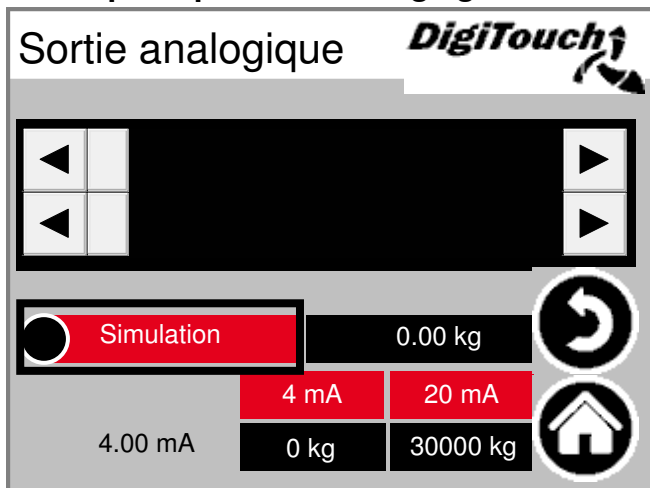 Sortie analogique
DigiTouch
Simulation
0.00 kg
4 mA
20 mA
4.00 mA
0 kg
30000 kg